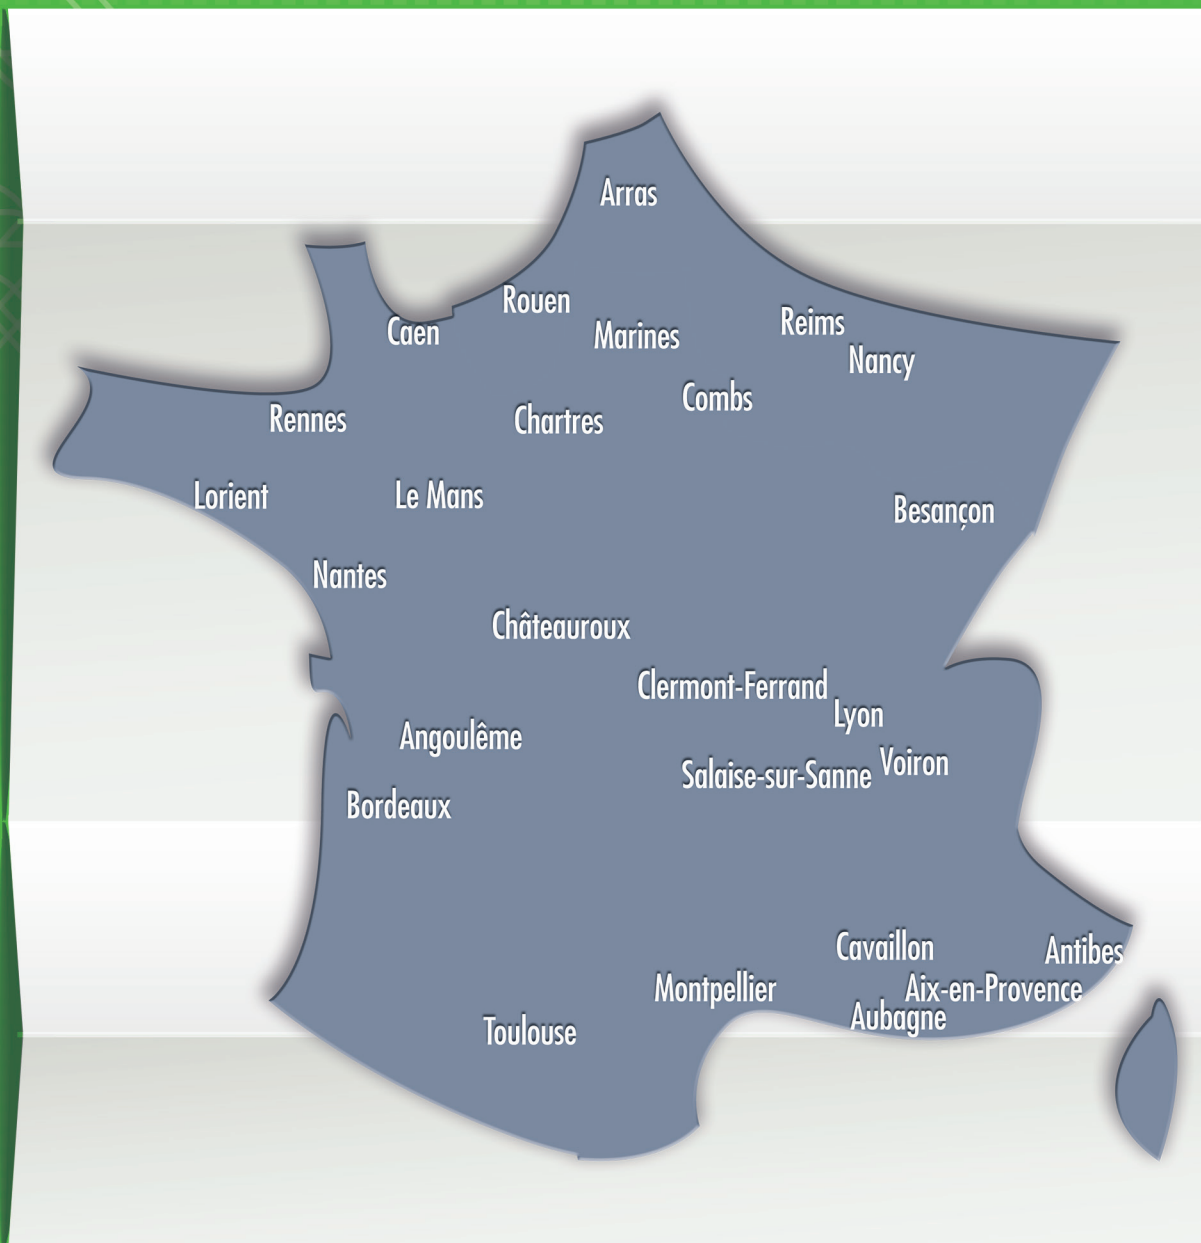 Arras
Rouen
Caen
Marines
Reims
Nancy
Combs
Rennes
Chartres
Lorient
Le Mans
Besançon
Nantes
Châteauroux
Clermont-Ferrand
Lyon
Angoulême
Voiron
Salaise-sur-Sanne
Bordeaux
Cavaillon
Antibes
Montpellier
Aix-en-Provence
Aubagne
Toulouse